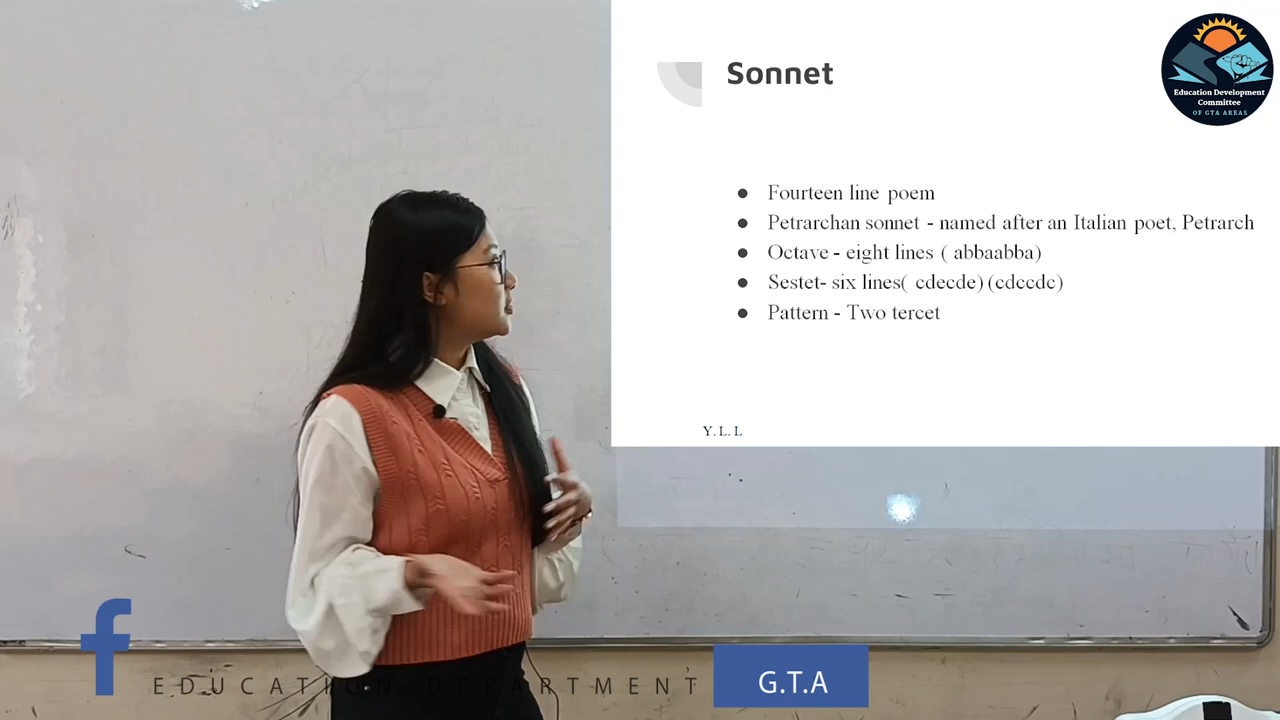 Sonnet
Education Development
Committee
OF GTA AREAS
● Fourteen line poem
● Petrarchan sonnet - named after an Italian poet, Petrarch
● Octave - eight lines ( abbaabba)
● Sestet- six lines( cdecde) (cdccdc)
● Pattern - Two tercet
Y. L. L
f
EDUCATION DEPARTMENT
G.T.A